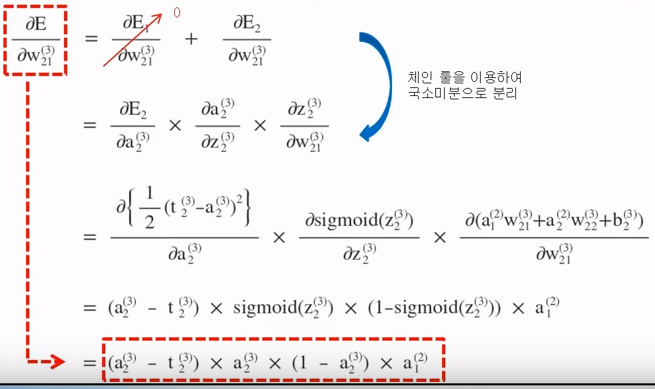 ∂E/∂w₂₁⁽³⁾ = ∂E₁/∂w₂₁⁽³⁾ 0 + ∂E₂/∂w₂₁⁽³⁾
체인 룰을 이용하여
국소미분으로 분리
= ∂E₂/∂a₂⁽³⁾ × ∂a₂⁽³⁾/∂z₂⁽³⁾ × ∂z₂⁽³⁾/∂w₂₁⁽³⁾
= ∂{1/2(t₂⁽³⁾-a₂⁽³⁾)²}/∂a₂⁽³⁾ × ∂sigmoid(z₂⁽³⁾)/∂z₂⁽³⁾ × ∂(a₁⁽²⁾w₂₁⁽³⁾+a₂⁽²⁾w₂₂⁽³⁾+b₂⁽³⁾)/∂w₂₁⁽³⁾
= (a₂⁽³⁾ - t₂⁽³⁾) × sigmoid(z₂⁽³⁾) × (1-sigmoid(z₂⁽³⁾)) × a₁⁽²⁾
= (a₂⁽³⁾ - t₂⁽³⁾) × a₂⁽³⁾ × (1 - a₂⁽³⁾) × a₁⁽²⁾